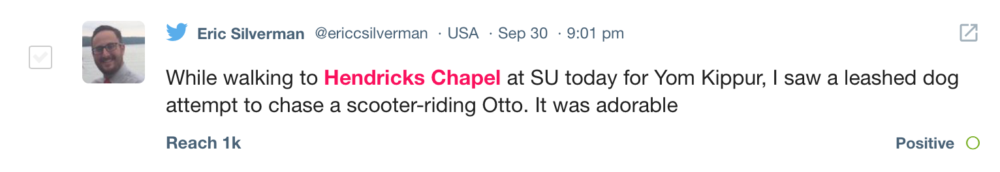 Eric Silverman @ericcsilverman · USA · Sep 30 · 9:01 pm
While walking to Hendricks Chapel at SU today for Yom Kippur, I saw a leashed dog
attempt to chase a scooter-riding Otto. It was adorable
Reach 1k
Positive